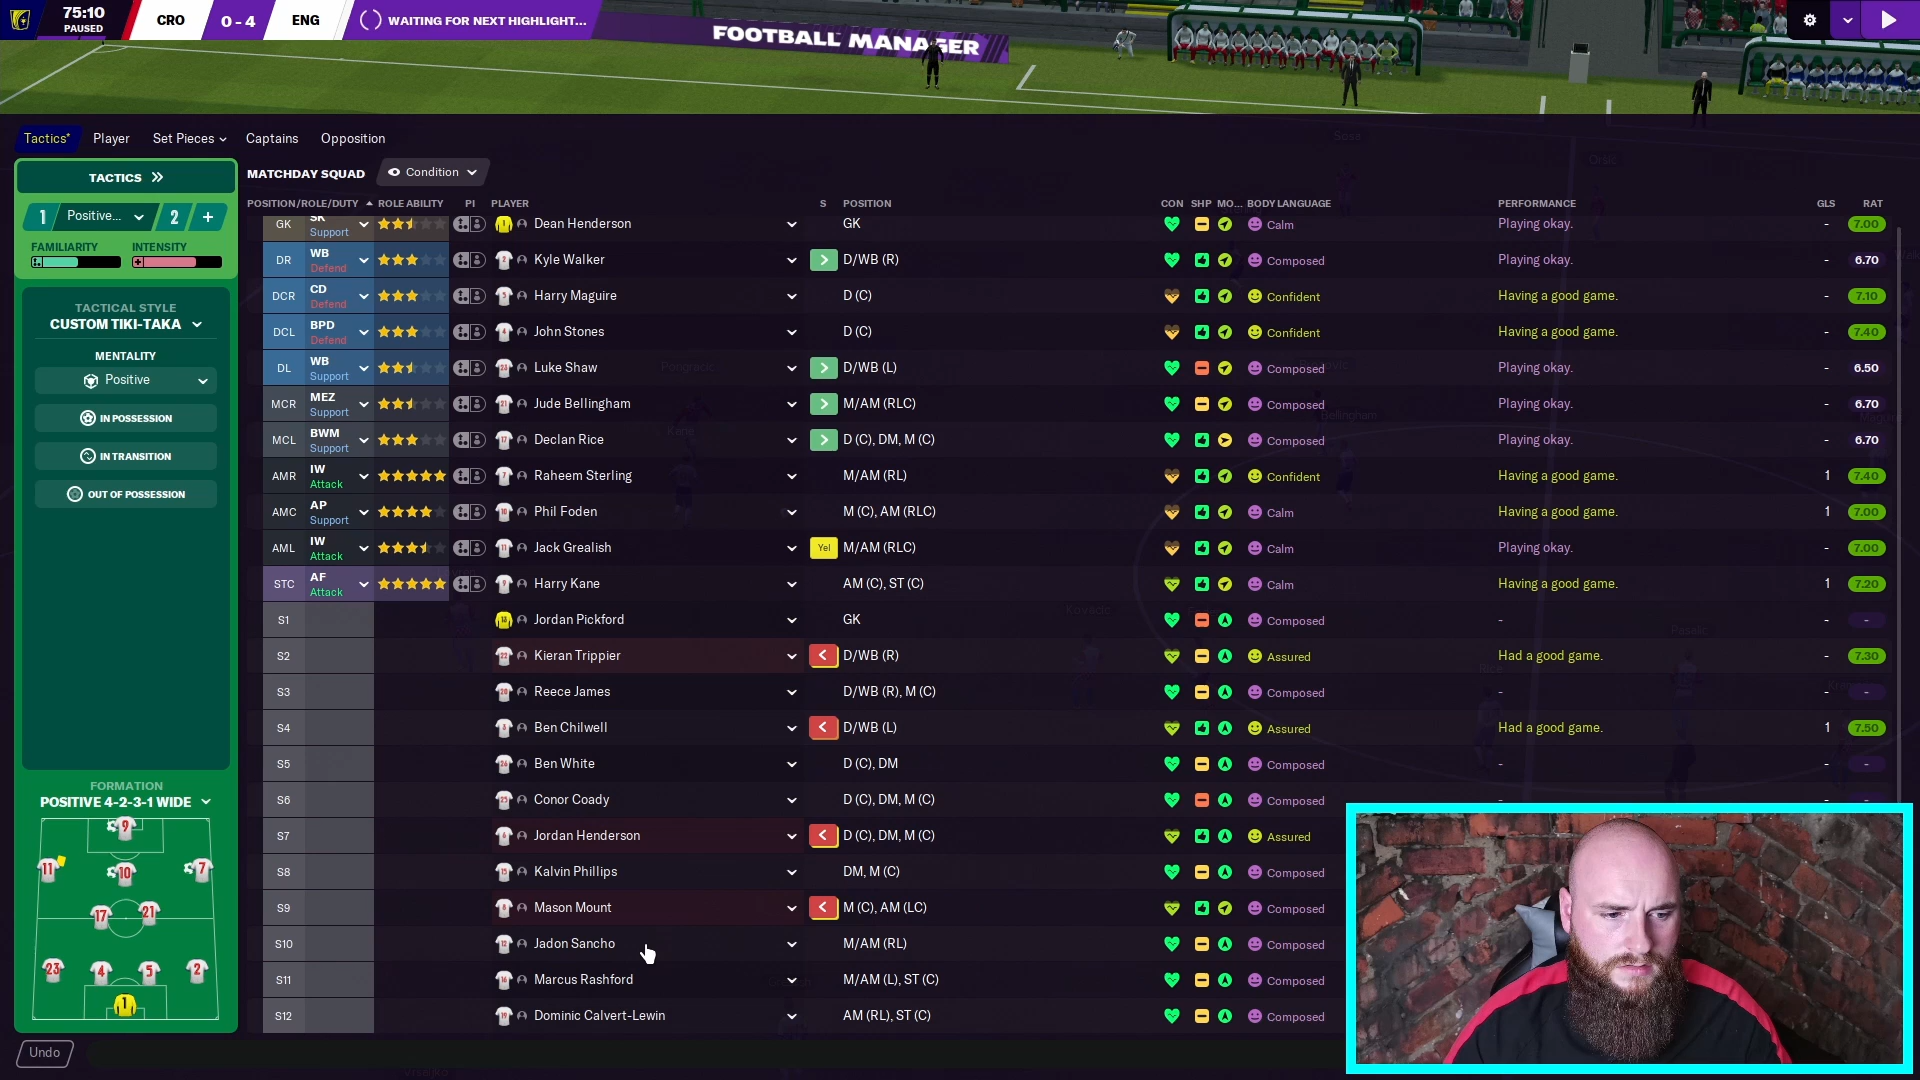 75:10
PAUSED
CRO
0 - 4
ENG
WAITING FOR NEXT HIGHLIGHT...
FOOTBALL MANAGER
Tactics*
Player
Set Pieces
Captains
Opposition
TACTICS
MATCHDAY SQUAD
Condition
1
Positive...
2
+
FAMILIARITY
INTENSITY
TACTICAL STYLE
CUSTOM TIKI-TAKA
MENTALITY
Positive
IN POSSESSION
IN TRANSITION
OUT OF POSSESSION
FORMATION
POSITIVE 4-2-3-1 WIDE
9
11
10
7
17
21
23
4
5
2
1
Undo
POSITION/ROLE/DUTY ROLE ABILITY PI PLAYER S POSITION CON SHP MO... BODY LANGUAGE PERFORMANCE GLS RAT
GK SK Support Dean Henderson GK Calm Playing okay. - 7.00
DR WB Defend Kyle Walker D/WB (R) Composed Playing okay. - 6.70
DCR CD Defend Harry Maguire D (C) Confident Having a good game. - 7.10
DCL BPD Defend John Stones D (C) Confident Having a good game. - 7.40
DL WB Support Luke Shaw D/WB (L) Composed Playing okay. - 6.50
MCR MEZ Support Jude Bellingham M/AM (RLC) Composed Playing okay. - 6.70
MCL BWM Support Declan Rice D (C), DM, M (C) Composed Playing okay. - 6.70
AMR IW Attack Raheem Sterling M/AM (RL) Confident Having a good game. 1 7.40
AMC AP Support Phil Foden M (C), AM (RLC) Calm Having a good game. 1 7.00
AML IW Attack Jack Grealish Yel M/AM (RLC) Calm Playing okay. - 7.00
STC AF Attack Harry Kane AM (C), ST (C) Calm Having a good game. 1 7.20
S1 Jordan Pickford GK Composed - - -
S2 Kieran Trippier D/WB (R) Assured Had a good game. - 7.30
S3 Reece James D/WB (R), M (C) Composed - - -
S4 Ben Chilwell D/WB (L) Assured Had a good game. 1 7.50
S5 Ben White D (C), DM Composed - - -
S6 Conor Coady D (C), DM, M (C) Composed - - -
S7 Jordan Henderson D (C), DM, M (C) Assured
S8 Kalvin Phillips DM, M (C) Composed
S9 Mason Mount M (C), AM (LC) Composed
S10 Jadon Sancho M/AM (RL) Composed
S11 Marcus Rashford M/AM (L), ST (C) Composed
S12 Dominic Calvert-Lewin AM (RL), ST (C) Composed